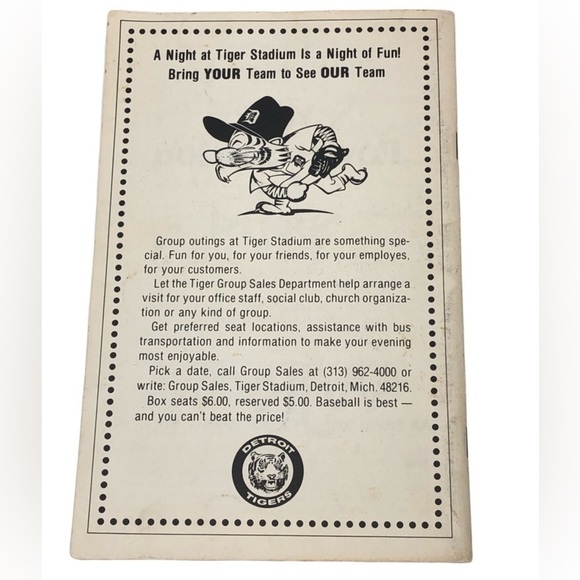 A Night at Tiger Stadium Is a Night of Fun!
Bring YOUR Team to See OUR Team
D
Group outings at Tiger Stadium are something spe-
cial. Fun for you, for your friends, for your employes,
for your customers.
Let the Tiger Group Sales Department help arrange a
visit for your office staff, social club, church organiza-
tion or any kind of group.
Get preferred seat locations, assistance with bus
transportation and information to make your evening
most enjoyable.
Pick a date, call Group Sales at (313) 962-4000 or
write: Group Sales, Tiger Stadium, Detroit, Mich. 48216.
Box seats $6.00, reserved $5.00. Baseball is best —
and you can't beat the price!
DETROIT
TIGERS